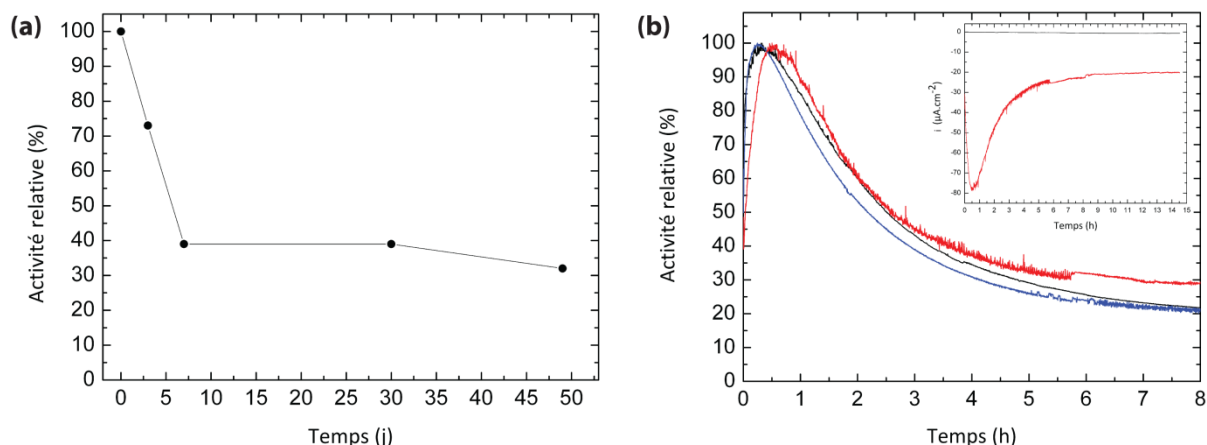 (a)
Activité relative (%)
100
90
80
70
60
50
40
30
20
10
0
0 5 10 15 20 25 30 35 40 45 50
Temps (j)
(b)
Activité relative (%)
100
90
80
70
60
50
40
30
20
10
0
0 1 2 3 4 5 6 7 8
Temps (h)
i (µA.cm⁻²)
0
-10
-20
-30
-40
-50
-60
-70
-80
0 1 2 3 4 5 6 7 8 9 10 11 12 13 14 15
Temps (h)